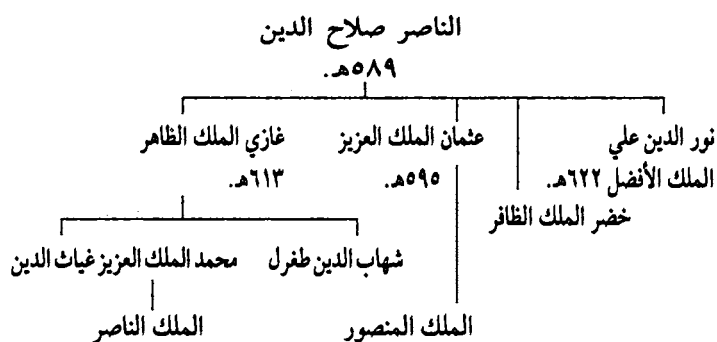 الناصر صلاح الدين
٥٨٩هـ.
نور الدين علي
الملك الأفضل ٦٢٢هـ.
خضر الملك الظافر
عثمان الملك العزيز
٥٩٥هـ.
غازي الملك الظاهر
٦١٣هـ.
شهاب الدين طغرل
محمد الملك العزيز غياث الدين
الملك المنصور
الملك الناصر